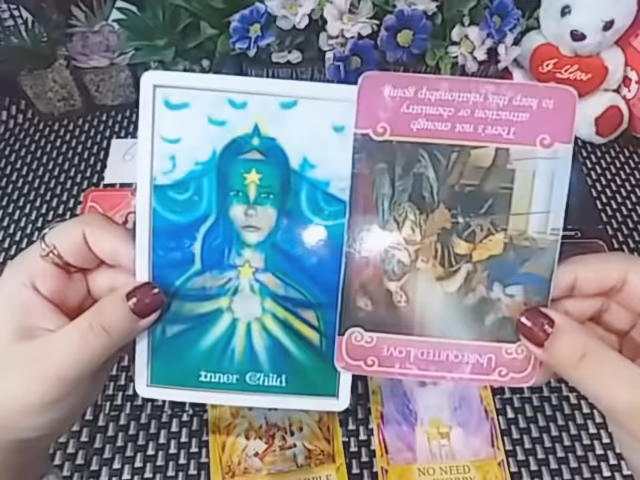 I Love
There's not enough
attraction or chemistry
to keep this relationship going
UNREQUITED LOVE
Inner Child
NO NEED